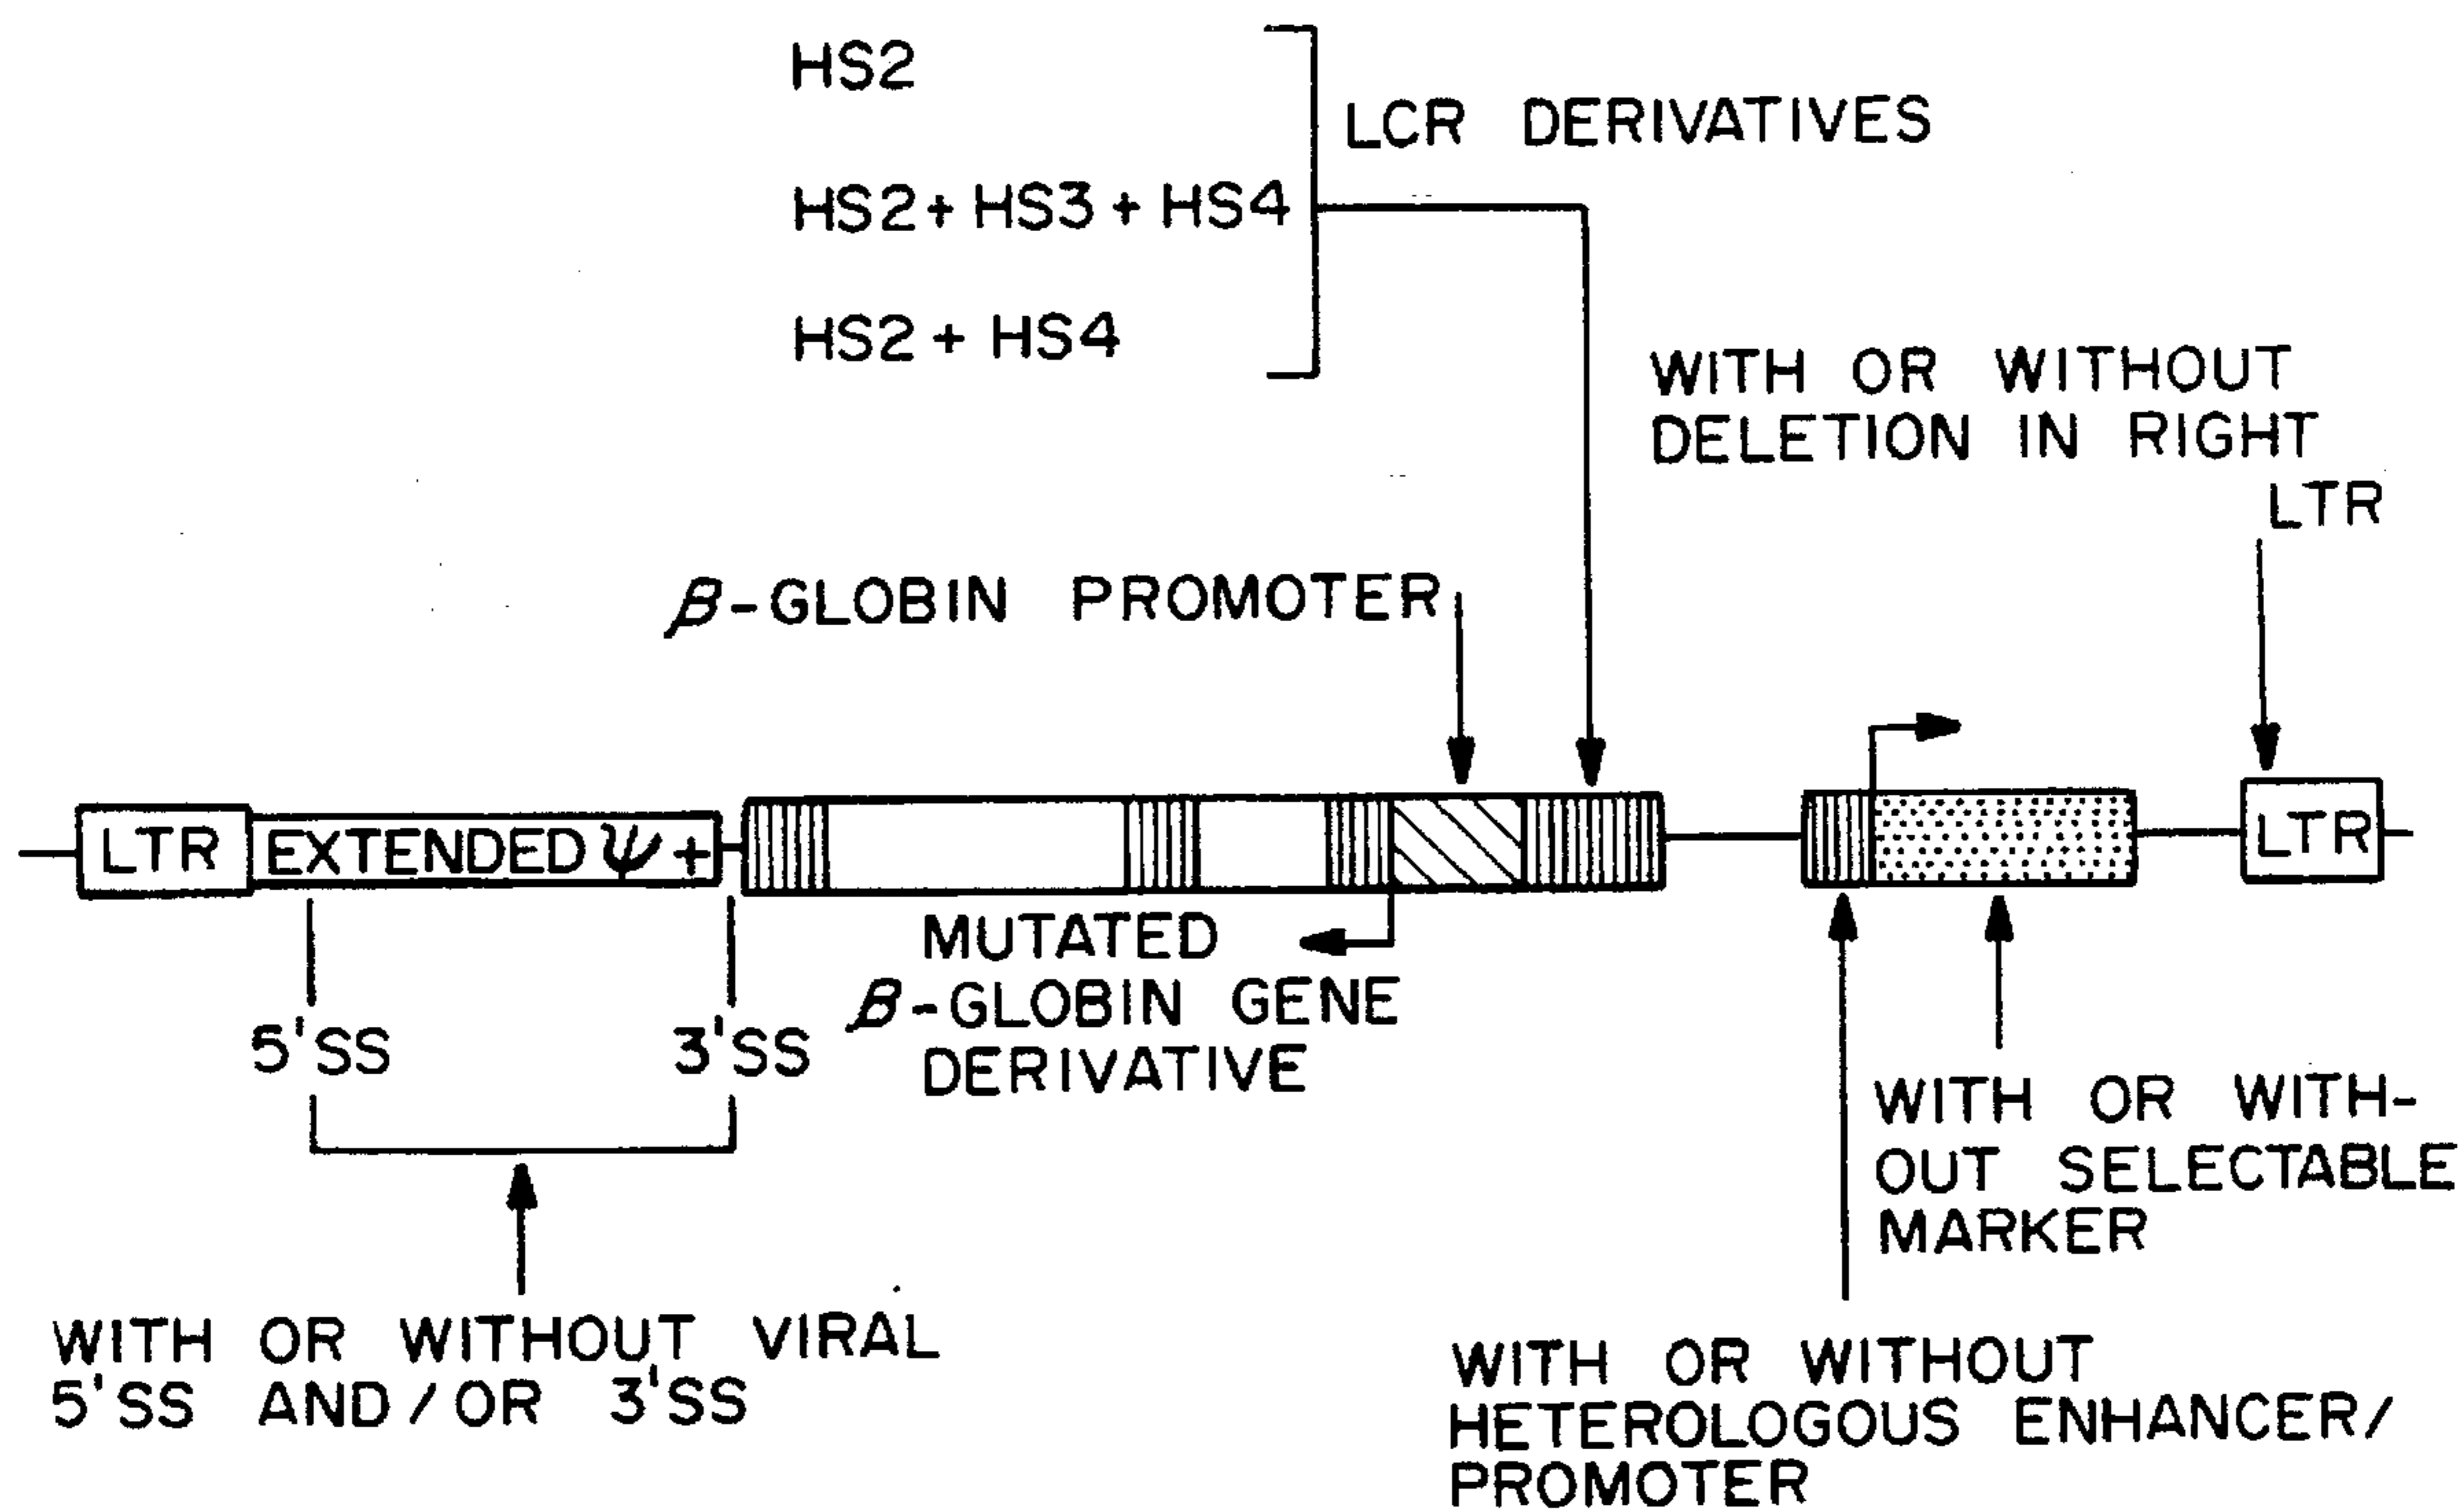 HS2
LCR DERIVATIVES
HS2+ HS3 + HS4
HS2 + HS4
WITH OR WITHOUT
DELETION IN RIGHT
LTR
β-GLOBIN PROMOTER
LTR
EXTENDED Ψ +
LTR
MUTATED
β-GLOBIN GENE
DERIVATIVE
5'SS
3'SS
WITH OR WITH-
OUT SELECTABLE
MARKER
WITH OR WITHOUT VIRAL
5'SS AND/OR 3'SS
WITH OR WITHOUT
HETEROLOGOUS ENHANCER/
PROMOTER